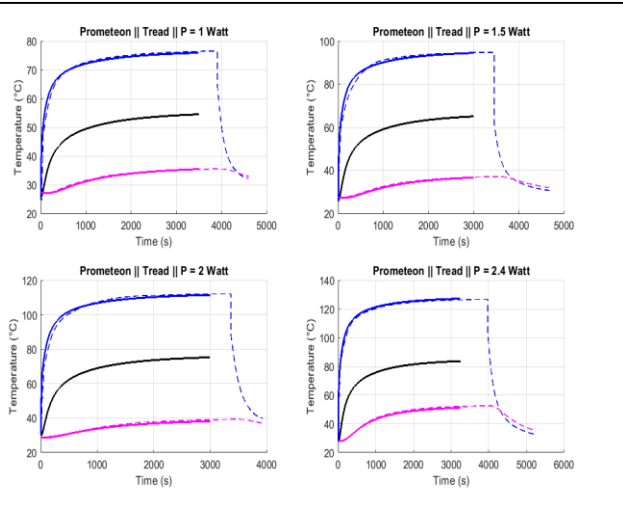 Prometeon || Tread || P = 1 Watt
80
70
60
50
40
30
20
Temperature (°C)
0 1000 2000 3000 4000 5000
Time (s)
Prometeon || Tread || P = 1.5 Watt
100
80
60
40
20
Temperature (°C)
0 1000 2000 3000 4000 5000
Time (s)
Prometeon || Tread || P = 2 Watt
120
100
80
60
40
20
Temperature (°C)
0 1000 2000 3000 4000
Time (s)
Prometeon || Tread || P = 2.4 Watt
140
120
100
80
60
40
20
Temperature (°C)
0 1000 2000 3000 4000 5000 6000
Time (s)